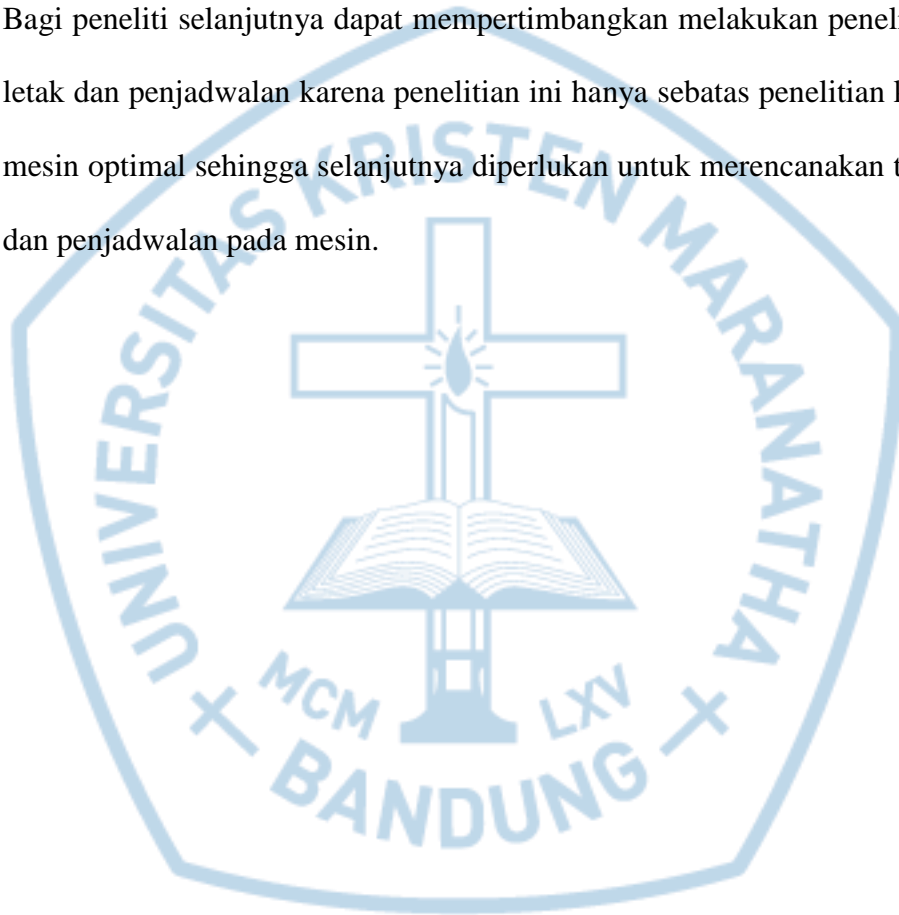 Bagi peneliti selanjutnya dapat mempertimbangkan melakukan
letak dan penjadwalan karena penelitian ini hanya sebatas penelitian
mesin optimal sehingga selanjutnya diperlukan untuk merencanakan
dan penjadwalan pada mesin.
UNIVERSITAS KRISTEN MARANATHA
MCM LXV
BANDUNG